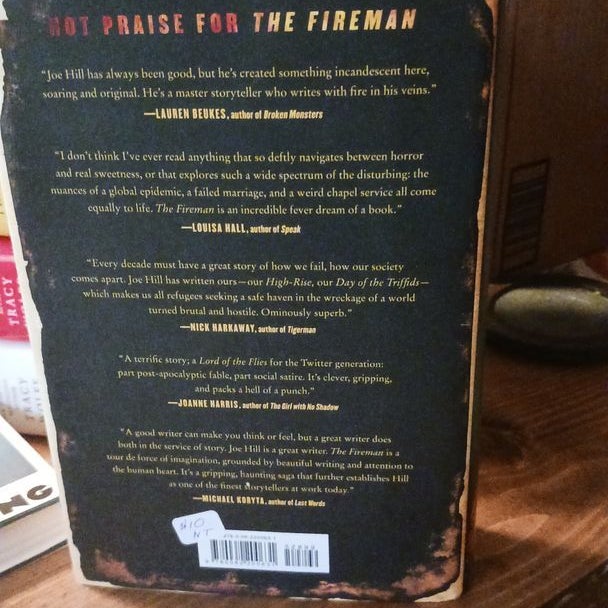 HOT PRAISE FOR THE FIREMAN
“Joe Hill has always been good, but he’s created something incandescent here,
soaring and original. He’s a master storyteller who writes with fire in his veins.”
—LAUREN BEUKES, author of Broken Monsters
“I don’t think I’ve ever read anything that so deftly navigates between horror
and real sweetness, or that explores such a wide spectrum of the disturbing: the
nuances of a global epidemic, a failed marriage, and a weird chapel service all come
equally to life. The Fireman is an incredible fever dream of a book.”
—LOUISA HALL, author of Speak
“Every decade must have a great story of how we fail, how our society
comes apart. Joe Hill has written ours—our High-Rise, our Day of the Triffids—
which makes us all refugees seeking a safe haven in the wreckage of a world
turned brutal and hostile. Ominously superb.”
—NICK HARKAWAY, author of Tigerman
“A terrific story; a Lord of the Flies for the Twitter generation:
part post-apocalyptic fable, part social satire. It’s clever, gripping,
and packs a hell of a punch.”
—JOANNE HARRIS, author of The Girl with No Shadow
“A good writer can make you think or feel, but a great writer does
both in the service of story. Joe Hill is a great writer. The Fireman is a
tour de force of imagination, grounded by beautiful writing and attention to
the human heart. It’s a gripping, haunting saga that further establishes Hill
as one of the finest storytellers at work today.”
—MICHAEL KORYTA, author of Last Words
$10
NT
TRACY
TRACY
NG